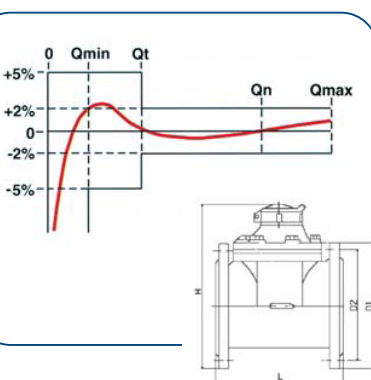 0 Qmin Qt
+5%
+2% Qn Qmax
0
-2%
-5%
H
D2
D1
L